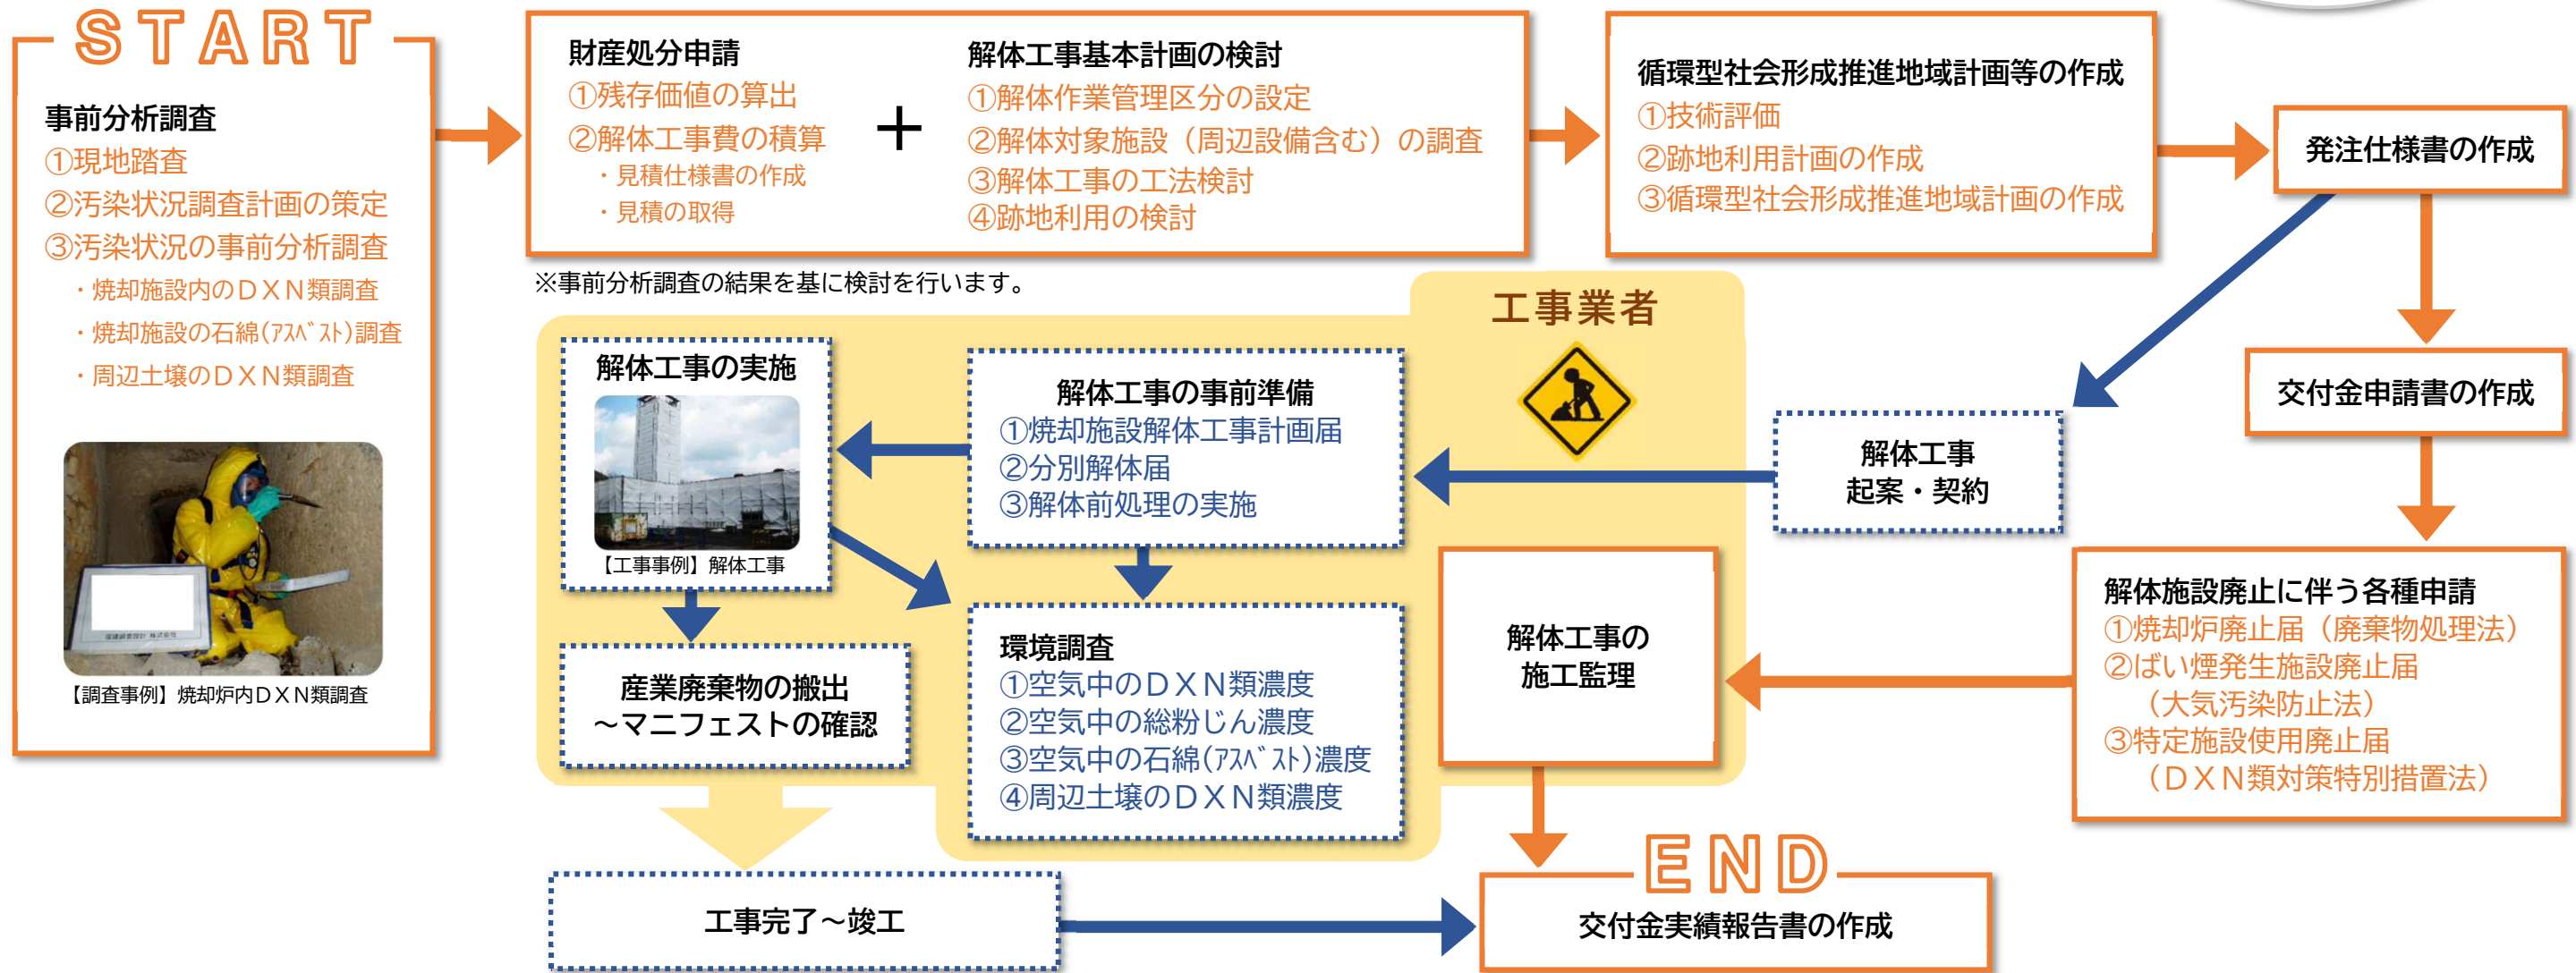 START
事前分析調査
①現地踏査
②汚染状況調査計画の策定
③汚染状況の事前分析調査
・焼却施設内のＤＸＮ類調査
・焼却施設の石綿(ｱｽﾍﾞｽﾄ)調査
・周辺土壌のＤＸＮ類調査
環境調査設計 株式会社
【調査事例】焼却炉内ＤＸＮ類調査
財産処分申請
①残存価値の算出
②解体工事費の積算
・見積仕様書の作成
・見積の取得
＋
解体工事基本計画の検討
①解体作業管理区分の設定
②解体対象施設（周辺設備含む）の調査
③解体工事の工法検討
④跡地利用の検討
※事前分析調査の結果を基に検討を行います。
循環型社会形成推進地域計画等の作成
①技術評価
②跡地利用計画の作成
③循環型社会形成推進地域計画の作成
発注仕様書の作成
交付金申請書の作成
解体施設廃止に伴う各種申請
①焼却炉廃止届（廃棄物処理法）
②ばい煙発生施設廃止届
（大気汚染防止法）
③特定施設使用廃止届
（ＤＸＮ類対策特別措置法）
解体工事
起案・契約
工事業者
解体工事の事前準備
①焼却施設解体工事計画届
②分別解体届
③解体前処理の実施
解体工事の実施
【工事事例】解体工事
産業廃棄物の搬出
～マニフェストの確認
環境調査
①空気中のＤＸＮ類濃度
②空気中の総粉じん濃度
③空気中の石綿(ｱｽﾍﾞｽﾄ)濃度
④周辺土壌のＤＸＮ類濃度
解体工事の
施工監理
工事完了～竣工
END
交付金実績報告書の作成